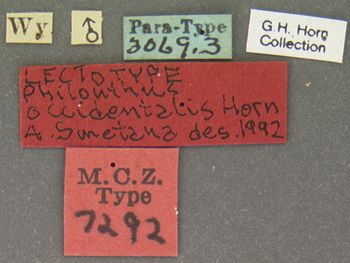 Wy
♂
Para-Type
3069.3
G.H. Horn
Collection
LECTOTYPE
Philonthus
occidentalis Horn
A. Smetana des. 1992
M.C.Z.
Type
7292